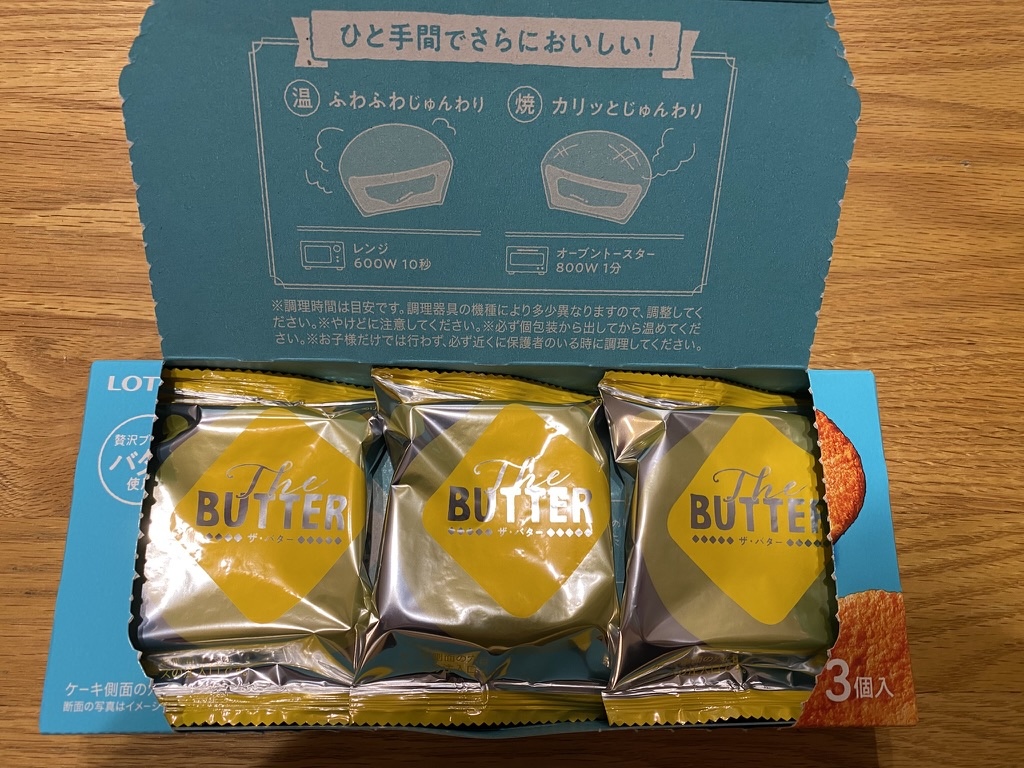 ひと手間でさらにおいしい!
温 ふわふわじゅんわり
焼 カリッとじゅんわり
レンジ
600W 10秒
オーブントースター
800W 1分
※調理時間は目安です。調理器具の機種により多少異なりますので、調整してく
ださい。※やけどに注意してください。※必ず個包装から出してから温めてくだ
さい。※お子様だけでは行わず、必ず近くに保護者のいる時に調理してください。
LOT
贅沢ブ
バ
使
The
BUTTER
ザ・バター
The
BUTTER
ザ・バター
The
BUTTER
ザ・バター
ケーキ側面の
断面の写真はイメージ
3個入